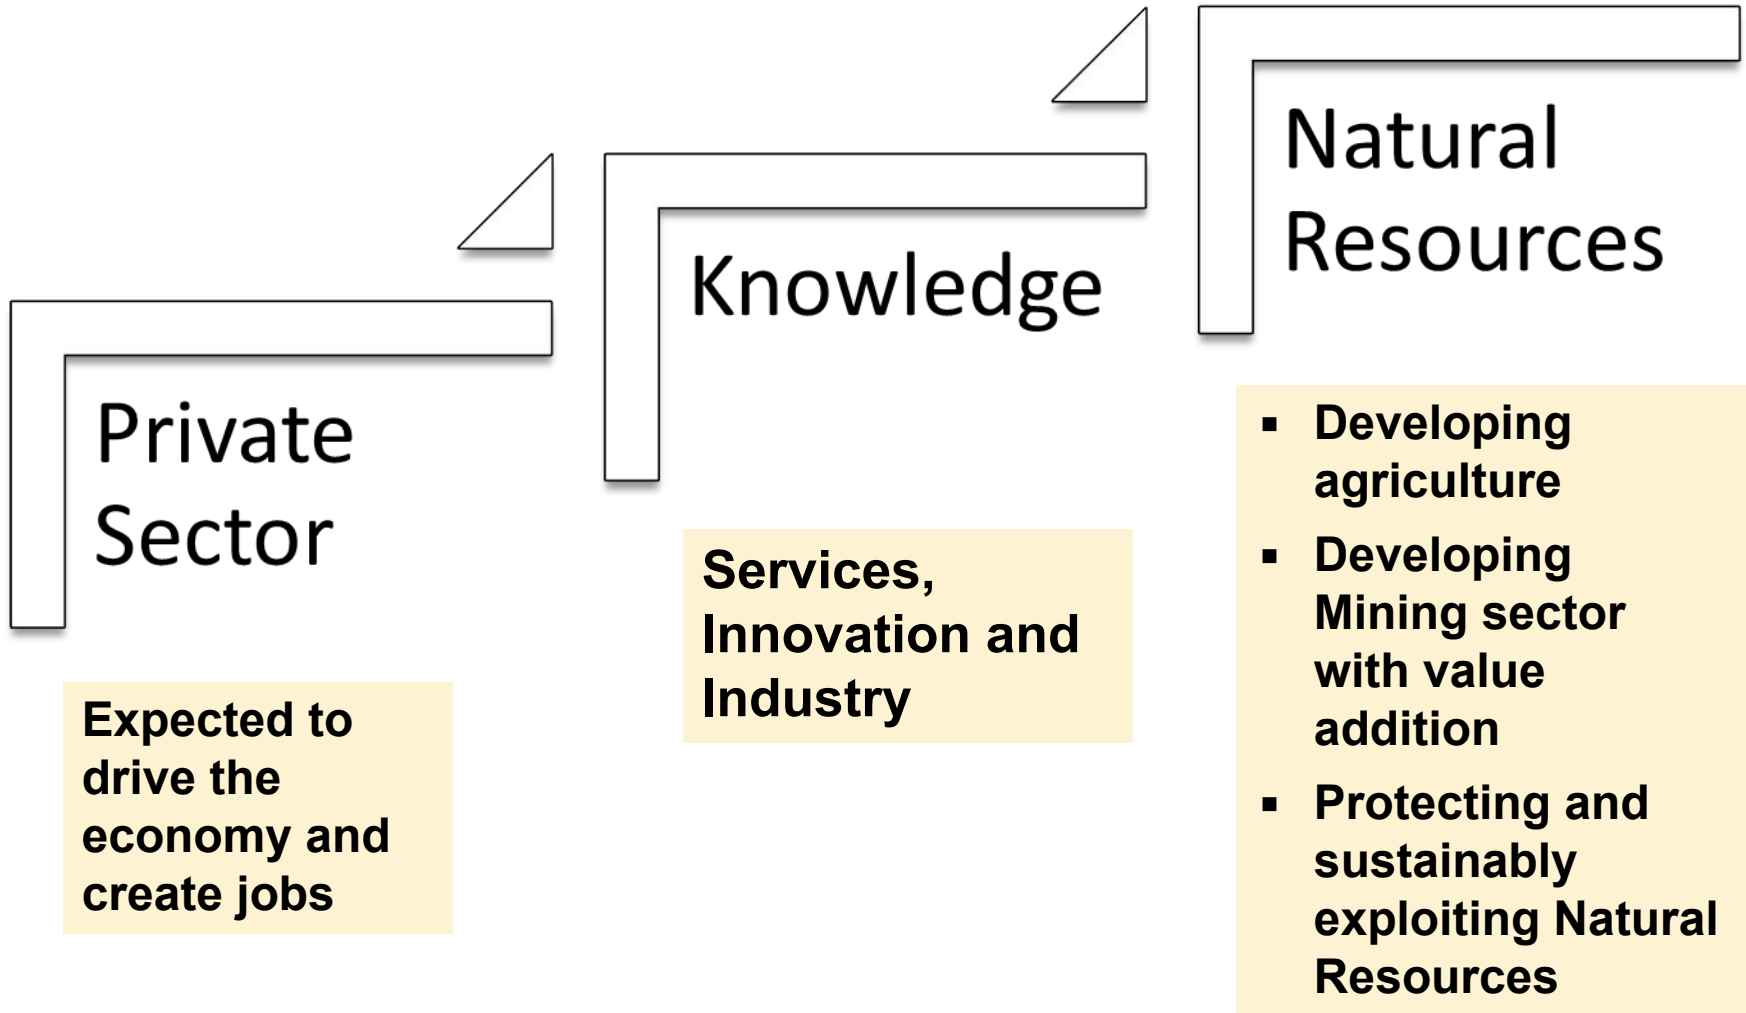 Private
Sector
Expected to
drive the
economy and
create jobs
Knowledge
Services,
Innovation and
Industry
Natural
Resources
▪ Developing
agriculture
▪ Developing
Mining sector
with value
addition
▪ Protecting and
sustainably
exploiting Natural
Resources